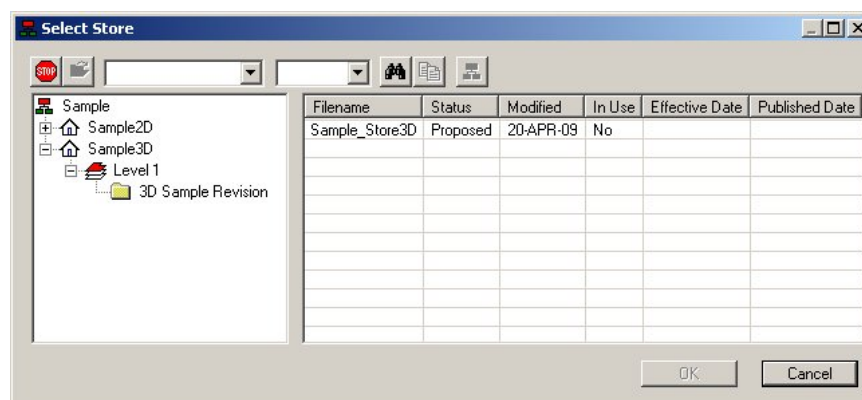 Select Store
STOP
Sample
Sample2D
Sample3D
Level 1
3D Sample Revision
Filename Status Modified In Use Effective Date Published Date
Sample_Store3D Proposed 20-APR-09 No
OK Cancel